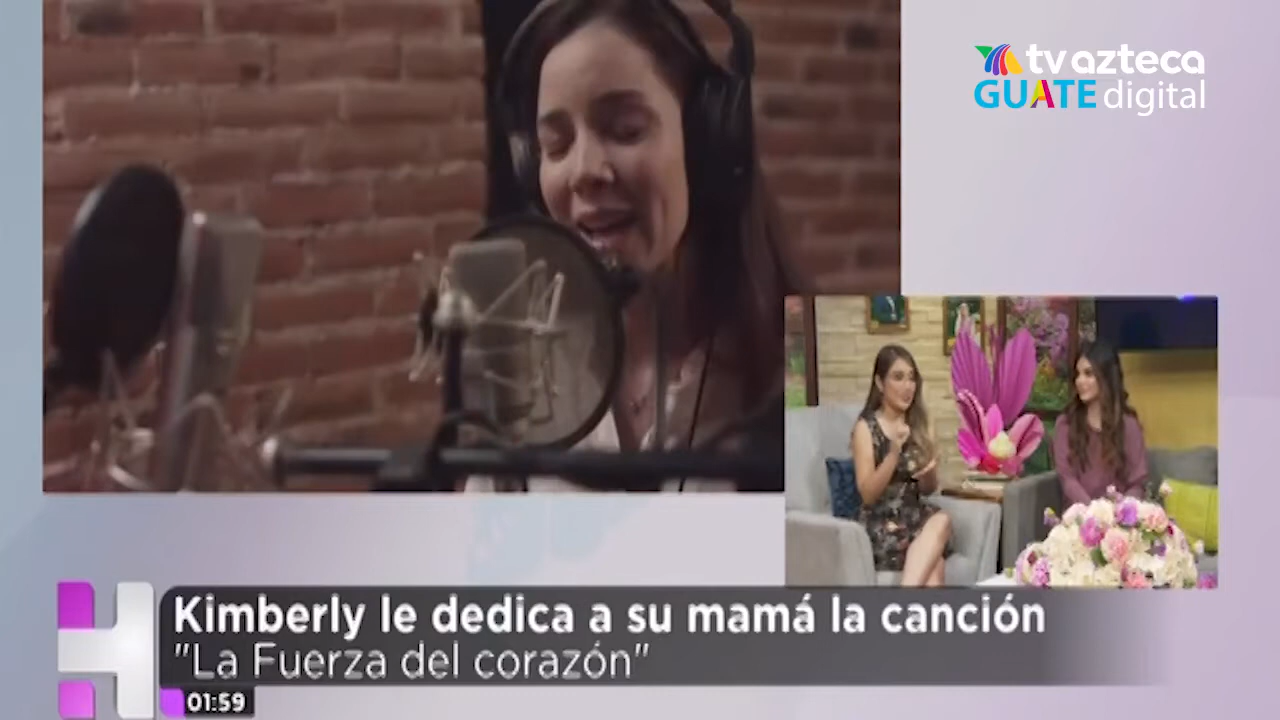 tv azteca
GUATE digital
Kimberly le dedica a su mamá la canción
"La Fuerza del corazón"
H
01:59